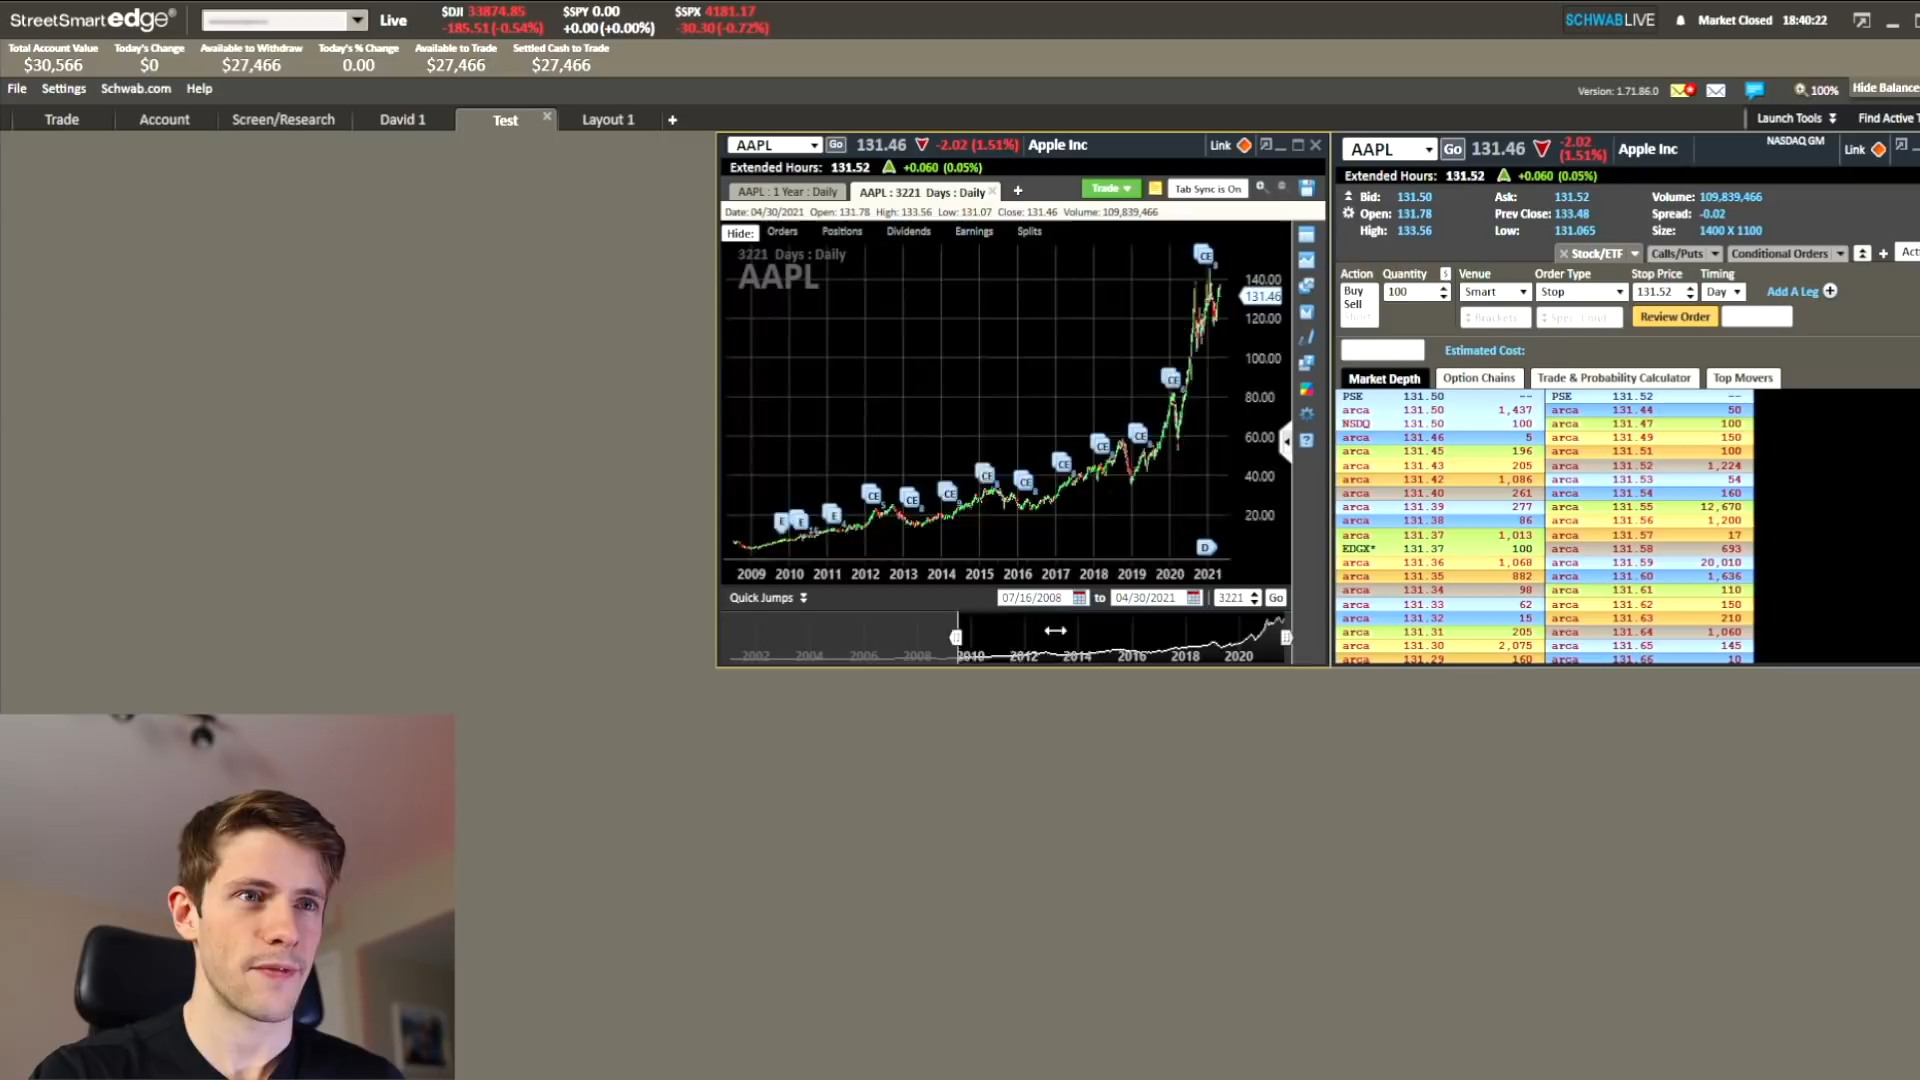 StreetSmart edge® Live $DJI 33874.85 $SPY 0.00 $SPX 4181.17 SCHWABLIVE Market Closed 18:40:22
-185.51 (-0.54%) +0.00 (+0.00%) -30.30 (-0.72%)
Total Account Value Today's Change Available to Withdraw Today's % Change Available to Trade Settled Cash to Trade
$30,566 $0 $27,466 0.00 $27,466 $27,466
File Settings Schwab.com Help Version: 1.71.86.0 100% Hide Balance
Trade Account Screen/Research David 1 Test Layout 1 + Launch Tools Find Active T
AAPL Go 131.46 -2.02 (1.51%) Apple Inc Link
Extended Hours: 131.52 +0.060 (0.05%)
AAPL : 1 Year : Daily AAPL : 3221 Days : Daily + Trade Tab Sync is On
Date: 04/30/2021 Open: 131.78 High: 133.56 Low: 131.07 Close: 131.46 Volume: 109,839,466
Hide: Orders Positions Dividends Earnings Splits
3221 Days : Daily
AAPL
CE
140.00
131.46
120.00
100.00
CE
80.00
CE CE
60.00
CE CE CE
40.00
CE CE CE
E E E
20.00
D
2009 2010 2011 2012 2013 2014 2015 2016 2017 2018 2019 2020 2021
Quick Jumps 07/16/2008 to 04/30/2021 3221 Go
2002 2004 2006 2008 2010 2012 2014 2016 2018 2020
AAPL Go 131.46 -2.02 (1.51%) Apple Inc NASDAQ GM Link
Extended Hours: 131.52 +0.060 (0.05%)
Bid: 131.50 Ask: 131.52 Volume: 109,839,466
Open: 131.78 Prev Close: 133.48 Spread: -0.02
High: 133.56 Low: 131.065 Size: 1400 X 1100
Stock/ETF Calls/Puts Conditional Orders + Acti
Action Quantity Venue Order Type Stop Price Timing
Buy 100 Smart Stop 131.52 Day Add A Leg
Sell
Short Brackets Spec Cond Review Order
Estimated Cost:
Market Depth Option Chains Trade & Probability Calculator Top Movers
PSE 131.50 -- PSE 131.52 --
arca 131.50 1,437 arca 131.44 50
NSDQ 131.50 100 arca 131.47 100
arca 131.46 5 arca 131.49 150
arca 131.45 196 arca 131.51 100
arca 131.43 205 arca 131.52 1,224
arca 131.42 1,086 arca 131.53 54
arca 131.40 261 arca 131.54 160
arca 131.39 277 arca 131.55 12,670
arca 131.38 86 arca 131.56 1,200
arca 131.37 1,013 arca 131.57 17
EDGX* 131.37 100 arca 131.58 693
arca 131.36 1,068 arca 131.59 20,010
arca 131.35 882 arca 131.60 1,636
arca 131.34 98 arca 131.61 110
arca 131.33 62 arca 131.62 150
arca 131.32 15 arca 131.63 210
arca 131.31 205 arca 131.64 1,060
arca 131.30 2,075 arca 131.65 145
arca 131.29 160 arca 131.66 10